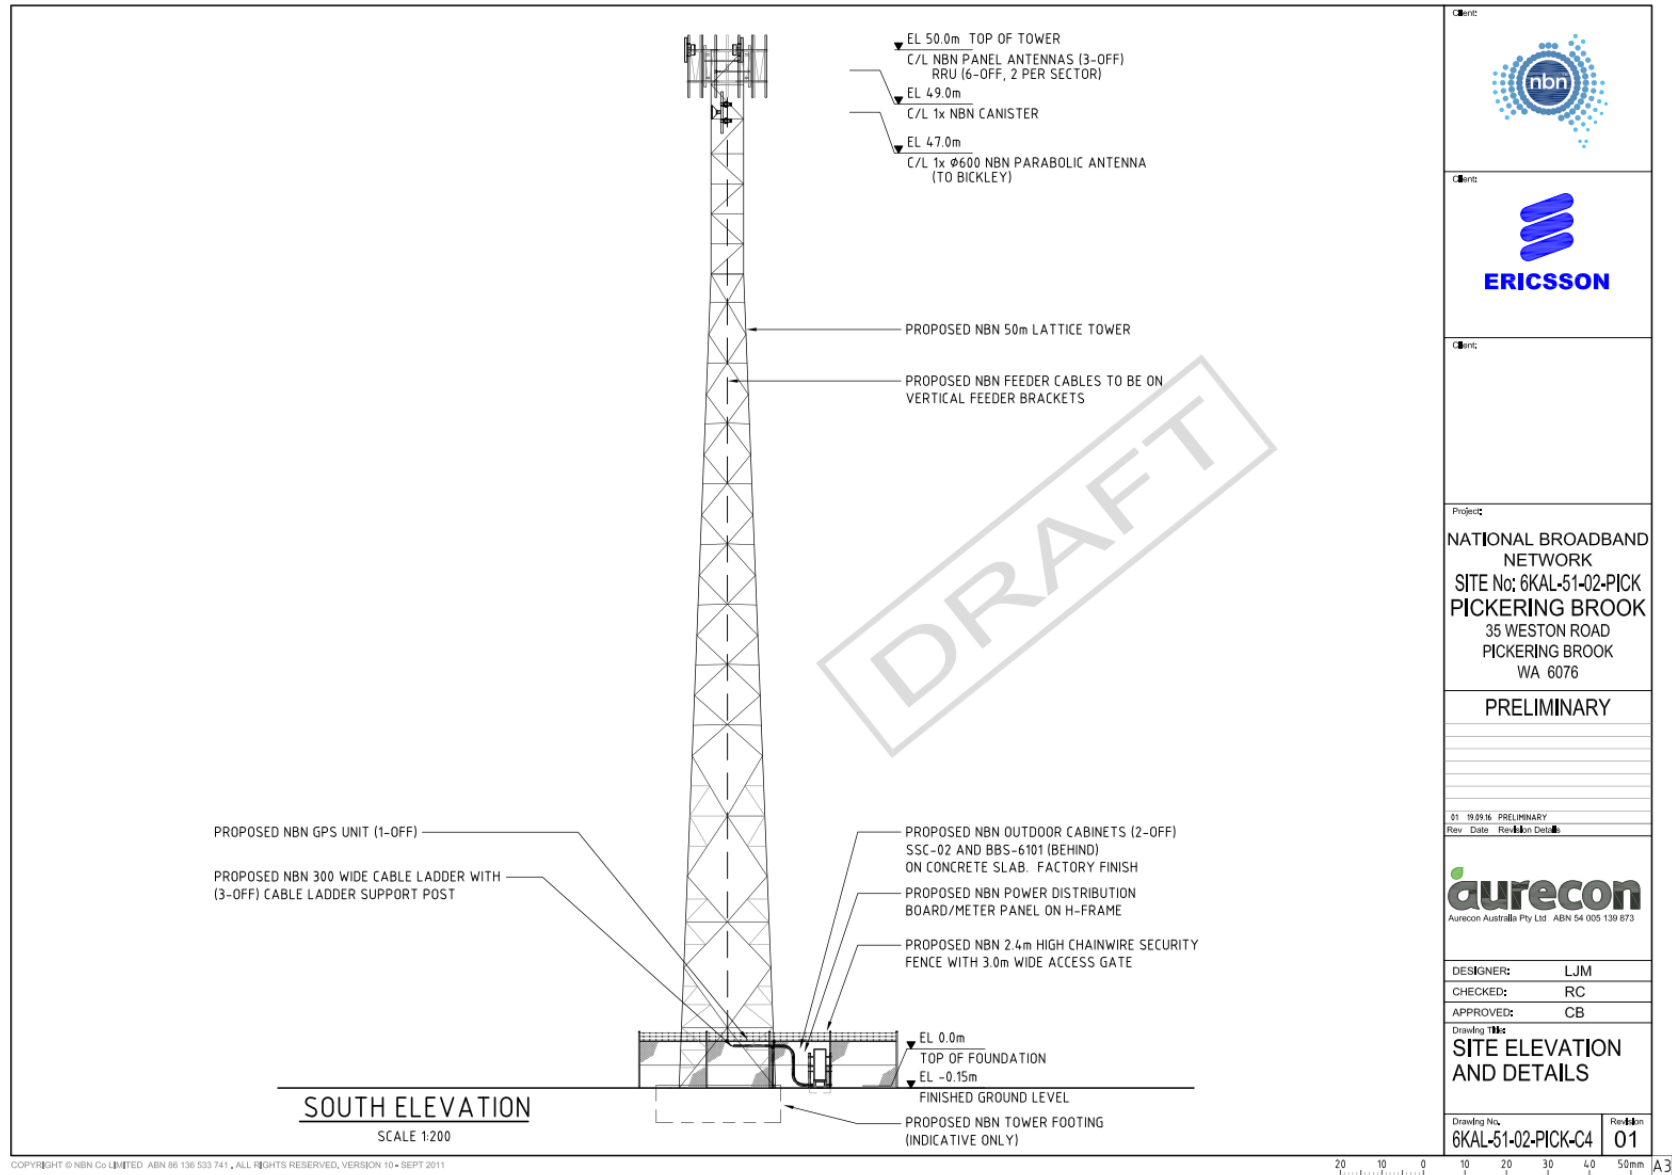 EL 50.0m TOP OF TOWER
C/L NBN PANEL ANTENNAS (3-OFF)
RRU (6-OFF, 2 PER SECTOR)
EL 49.0m
C/L 1x NBN CANISTER
EL 47.0m
C/L 1x Ø600 NBN PARABOLIC ANTENNA
(TO BICKLEY)
PROPOSED NBN 50m LATTICE TOWER
PROPOSED NBN FEEDER CABLES TO BE ON
VERTICAL FEEDER BRACKETS
DRAFT
PROPOSED NBN GPS UNIT (1-OFF)
PROPOSED NBN 300 WIDE CABLE LADDER WITH
(3-OFF) CABLE LADDER SUPPORT POST
PROPOSED NBN OUTDOOR CABINETS (2-OFF)
SSC-02 AND BBS-6101 (BEHIND)
ON CONCRETE SLAB. FACTORY FINISH
PROPOSED NBN POWER DISTRIBUTION
BOARD/METER PANEL ON H-FRAME
PROPOSED NBN 2.4m HIGH CHAINWIRE SECURITY
FENCE WITH 3.0m WIDE ACCESS GATE
EL 0.0m
TOP OF FOUNDATION
EL -0.15m
FINISHED GROUND LEVEL
PROPOSED NBN TOWER FOOTING
(INDICATIVE ONLY)
SOUTH ELEVATION
SCALE 1:200
Client:
nbn
Client:
ERICSSON
Client:
Project:
NATIONAL BROADBAND
NETWORK
SITE No: 6KAL-51-02-PICK
PICKERING BROOK
35 WESTON ROAD
PICKERING BROOK
WA 6076
PRELIMINARY
01 19.09.16 PRELIMINARY
Rev Date Revision Details
aurecon
Aurecon Australia Pty Ltd ABN 54 005 139 873
DESIGNER: LJM
CHECKED: RC
APPROVED: CB
Drawing Title:
SITE ELEVATION
AND DETAILS
Drawing No. Revision
6KAL-51-02-PICK-C4 01
COPYRIGHT © NBN Co LIMITED ABN 86 136 533 741 . ALL RIGHTS RESERVED, VERSION 10 - SEPT 2011
20 10 0 10 20 30 40 50mm A3